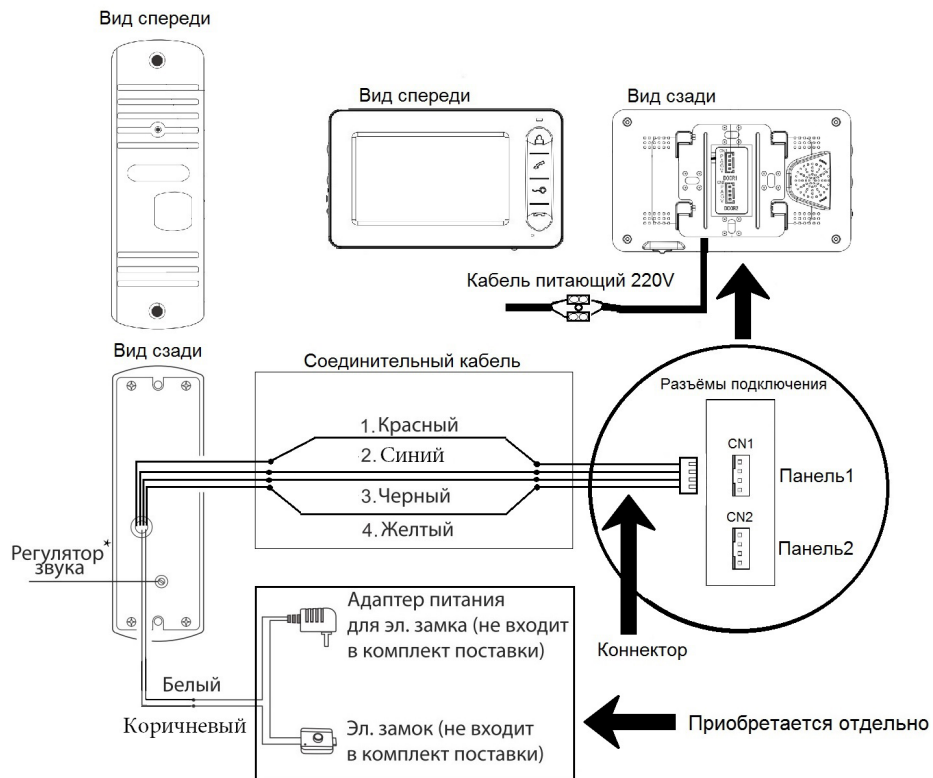 Вид спереди
Вид спереди
Вид сзади
DOOR1
DOOR2
Кабель питающий 220V
Вид сзади
Соединительный кабель
1. Красный
2. Синий
3. Черный
4. Желтый
Разъёмы подключения
CN1
Панель1
CN2
Панель2
Регулятор*
звука
Коннектор
Адаптер питания
для эл. замка (не входит
в комплект поставки)
Белый
Коричневый
Эл. замок (не входит
в комплект поставки)
Приобретается отдельно